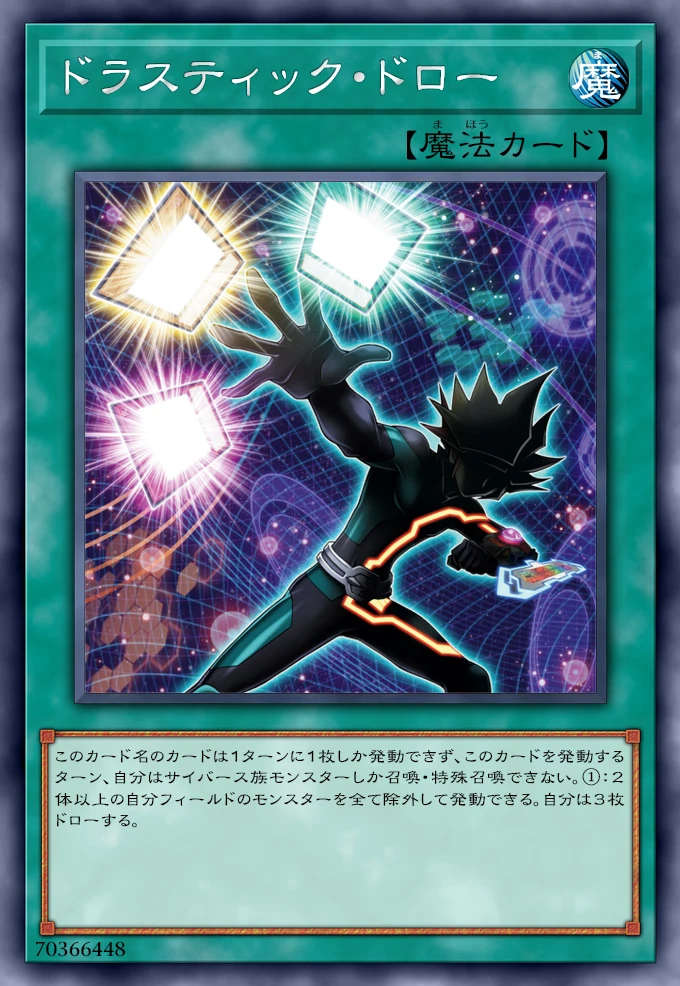 ドラスティック・ドロー
魔
【魔法カード】
このカード名のカードは1ターンに1枚しか発動できず、このカードを発動する
ターン、自分はサイバース族モンスターしか召喚・特殊召喚できない。①:2
体以上の自分フィールドのモンスターを全て除外して発動できる。自分は3枚
ドローする。
70366448